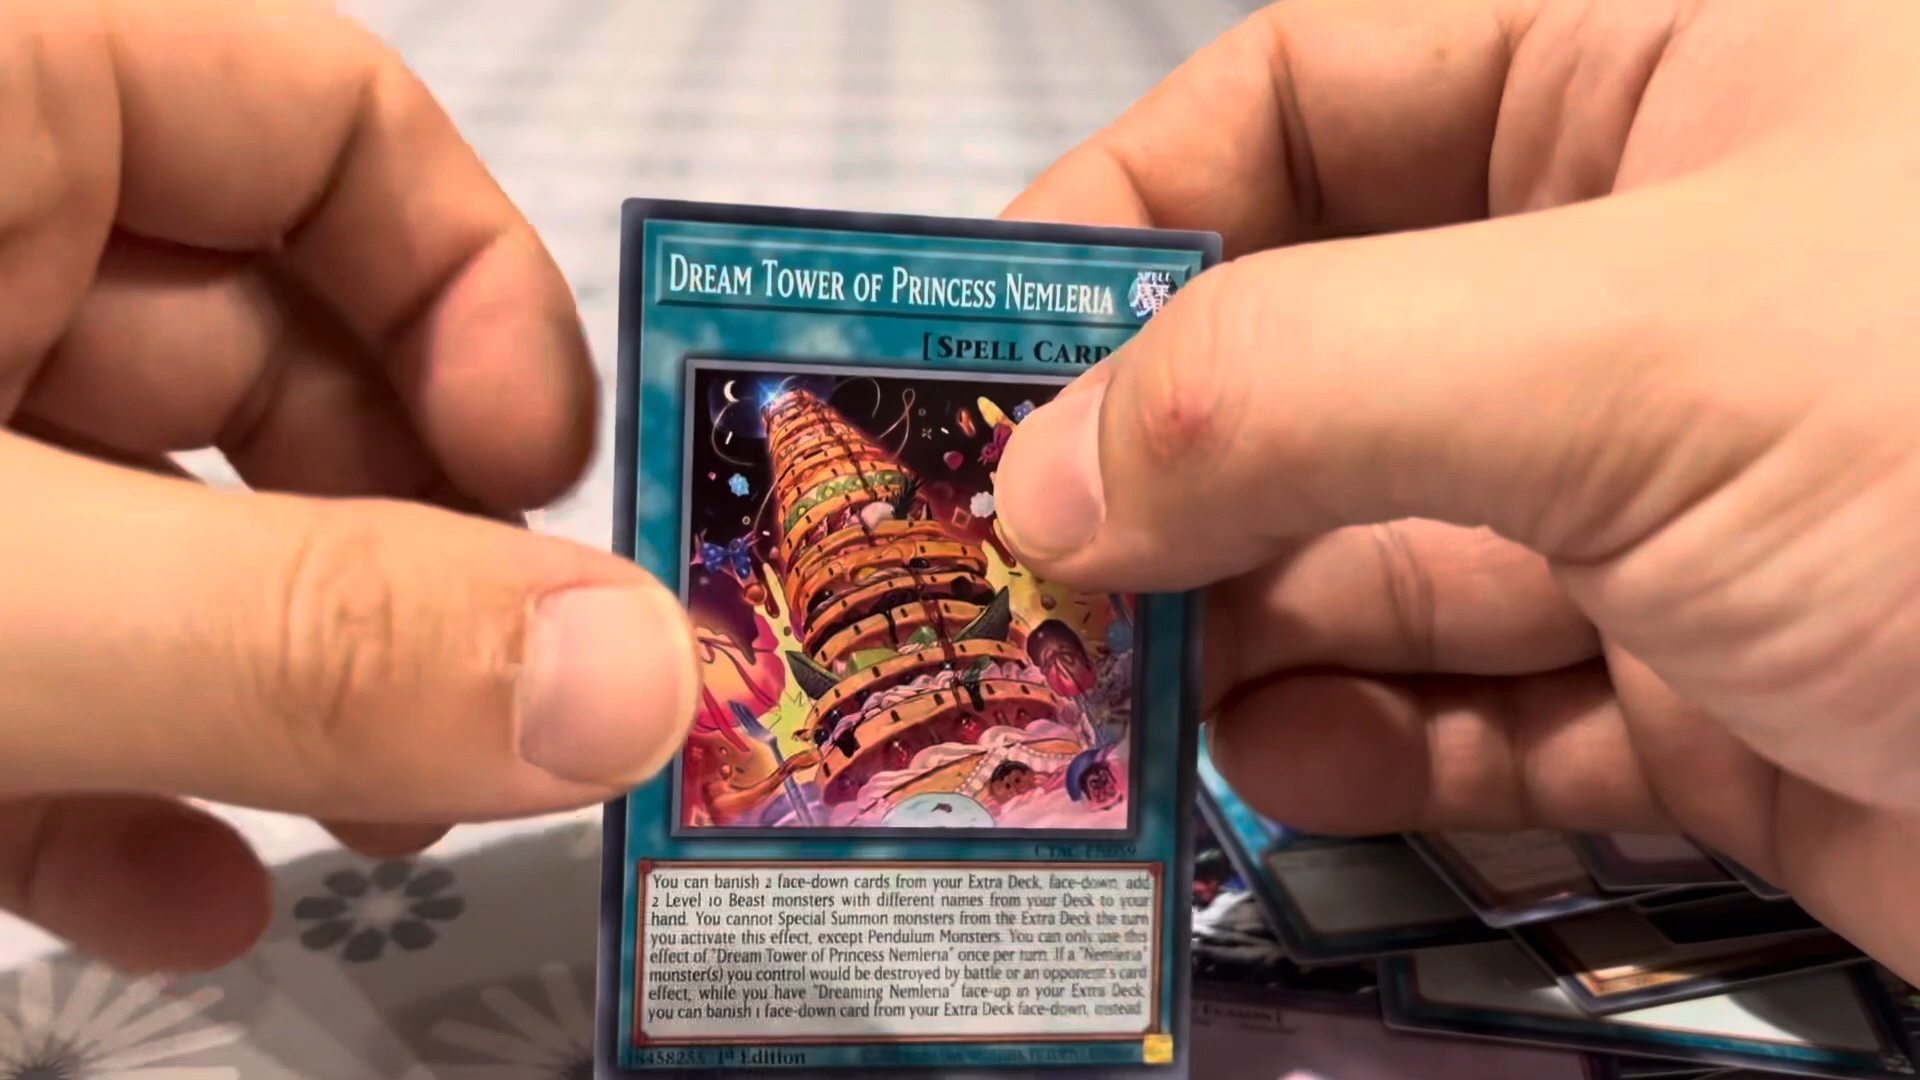 DREAM TOWER OF PRINCESS NEMLERIA
SPELL
[SPELL CARD
You can banish 2 face-down cards from your Extra Deck, face-down, add
2 Level 10 Beast monsters with different names from your Deck to your
hand. You cannot Special Summon monsters from the Extra Deck the turn
you activate this effect, except Pendulum Monsters. You can only use this
effect of "Dream Tower of Princess Nemleria" once per turn. If a "Nemleria"
monster(s) you control would be destroyed by battle or an opponent's card
effect, while you have "Dreaming Nemleria" face-up in your Extra Deck,
you can banish 1 face-down card from your Extra Deck face-down, instead.
1st Edition